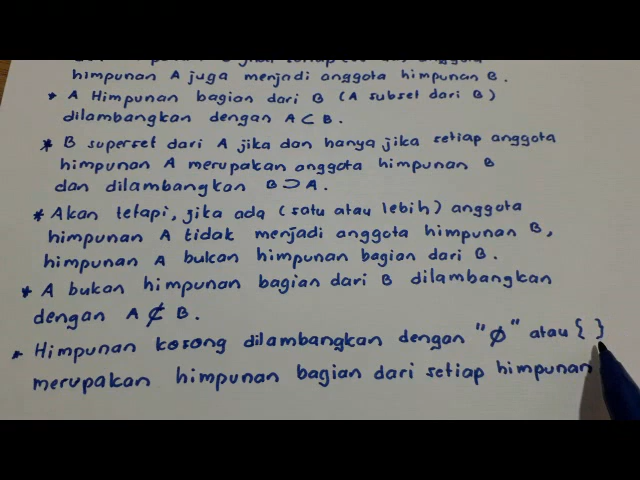 himpunan A juga menjadi anggota himpunan B.
* A Himpunan bagian dari B (A subset dari B)
dilambangkan dengan A ⊂ B.
* B superset dari A jika dan hanya jika setiap anggota
himpunan A merupakan anggota himpunan B
dan dilambangkan B ⊃ A.
* Akan tetapi, jika ada (satu atau lebih) anggota
himpunan A tidak menjadi anggota himpunan B,
himpunan A bukan himpunan bagian dari B.
* A bukan himpunan bagian dari B dilambangkan
dengan A ⊄ B.
* Himpunan kosong dilambangkan dengan "∅" atau { }
merupakan himpunan bagian dari setiap himpunan